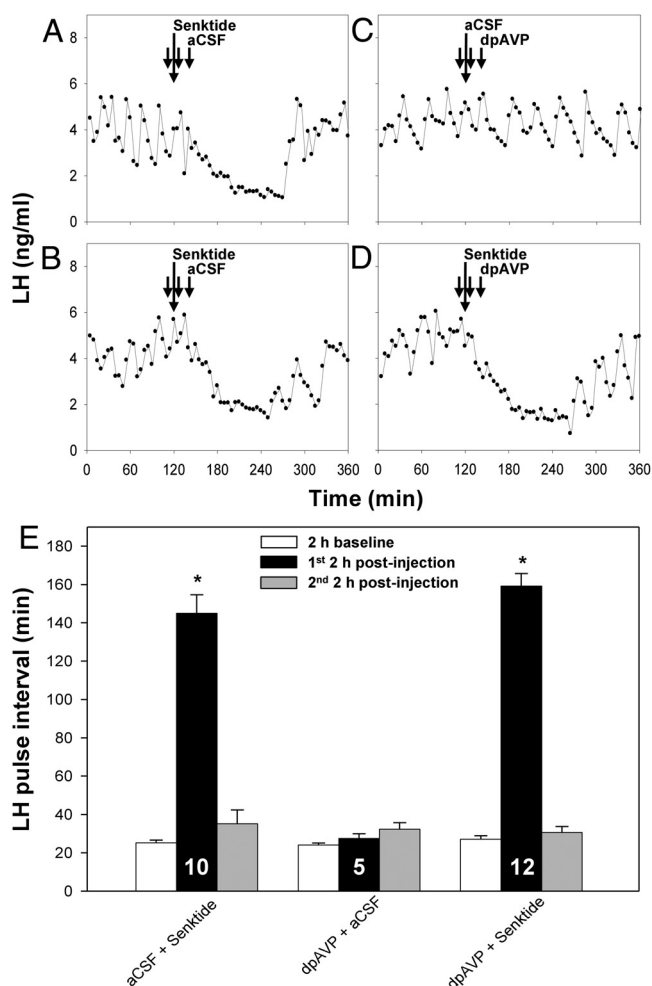 A
Senktide
aCSF
C
aCSF
dpAVP
8
6
4
2
0
B
Senktide
aCSF
D
Senktide
dpAVP
8
6
4
2
0
LH (ng/ml)
0 60 120 180 240 300 360
0 60 120 180 240 300 360
Time (min)
E
2 h baseline
1st 2 h post-injection
2nd 2 h post-injection
*
*
180
160
140
120
100
80
60
40
20
0
LH pulse interval (min)
10
5
12
aCSF + Senktide
dpAVP + aCSF
dpAVP + Senktide